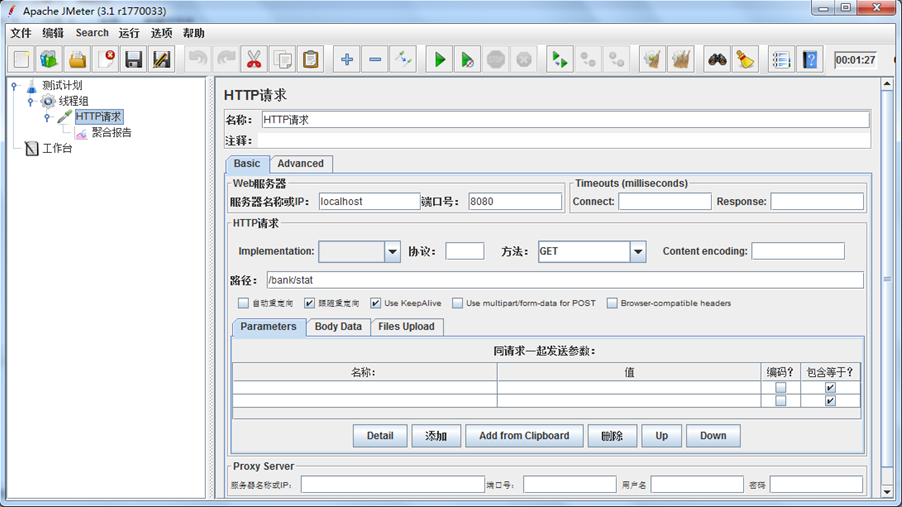 Apache JMeter (3.1 r1770033)
文件 编辑 Search 运行 选项 帮助
00:01:27
测试计划
线程组
HTTP请求
聚合报告
工作台
HTTP请求
名称： HTTP请求
注释：
Basic Advanced
Web服务器 Timeouts (milliseconds)
服务器名称或IP： localhost 端口号： 8080 Connect: Response:
HTTP请求
Implementation: 协议： 方法： GET Content encoding:
路径： /bank/stat
自动重定向 跟随重定向 Use KeepAlive Use multipart/form-data for POST Browser-compatible headers
Parameters Body Data Files Upload
同请求一起发送参数：
名称： 值 编码？ 包含等于？
Detail 添加 Add from Clipboard 删除 Up Down
Proxy Server
服务器名称或IP： 端口号： 用户名 密码